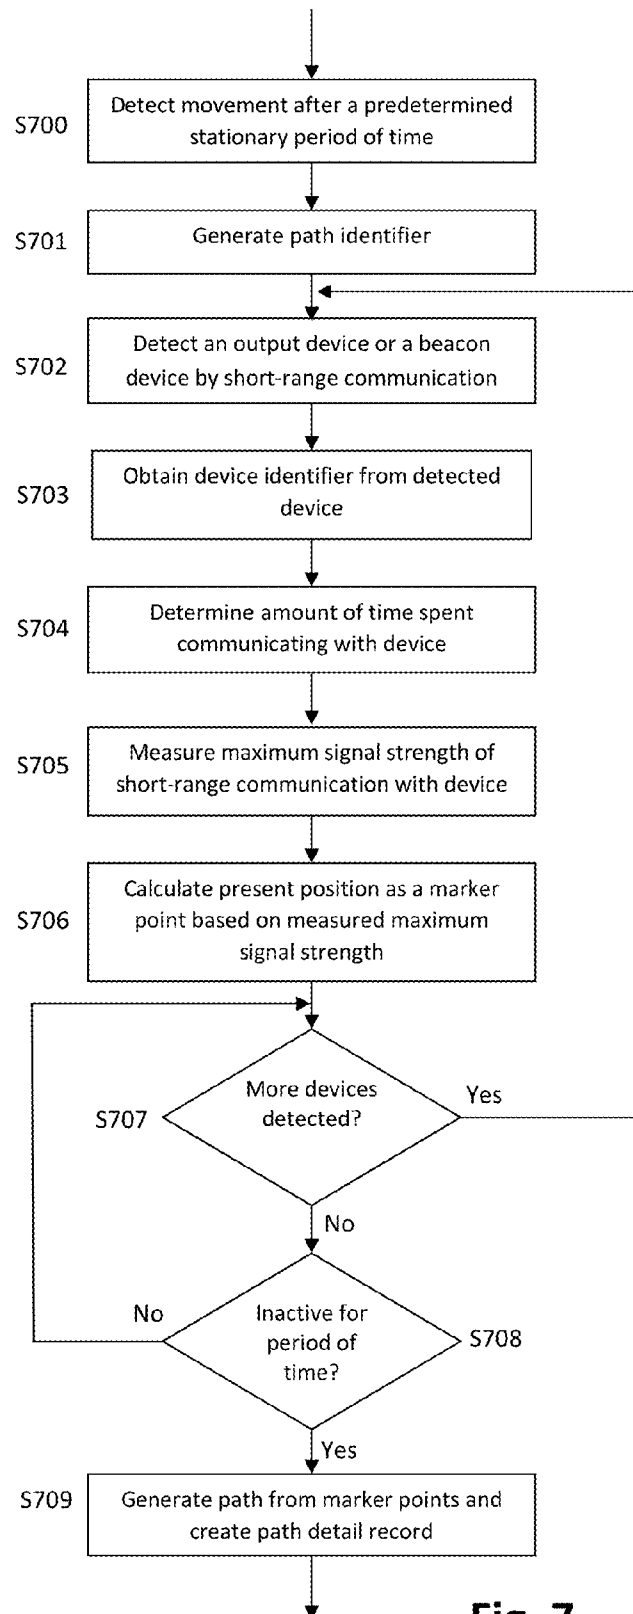 S700
Detect movement after a predetermined
stationary period of time
S701
Generate path identifier
S702
Detect an output device or a beacon
device by short-range communication
S703
Obtain device identifier from detected
device
S704
Determine amount of time spent
communicating with device
S705
Measure maximum signal strength of
short-range communication with device
S706
Calculate present position as a marker
point based on measured maximum
signal strength
S707
More devices
detected?
Yes
No
S708
Inactive for
period of
time?
No
Yes
S709
Generate path from marker points and
create path detail record
Fig. 7